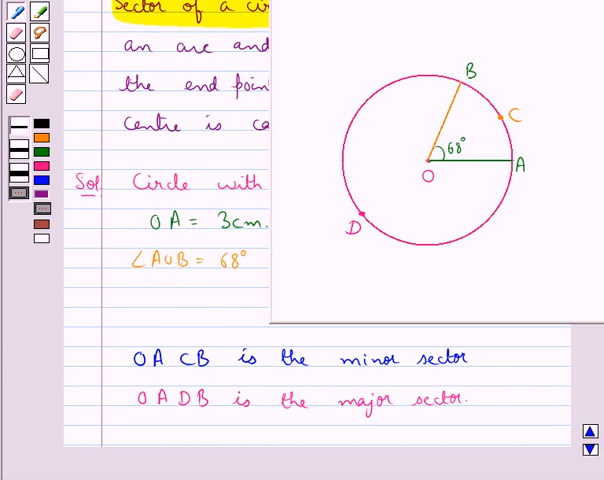 Sector of a ci
an arc and
the end poin
centre is ca
Sol. Circle with
OA = 3cm.
∠AOB = 68°
OACB is the minor sector
OADB is the major sector.
B
C
68°
A
O
D